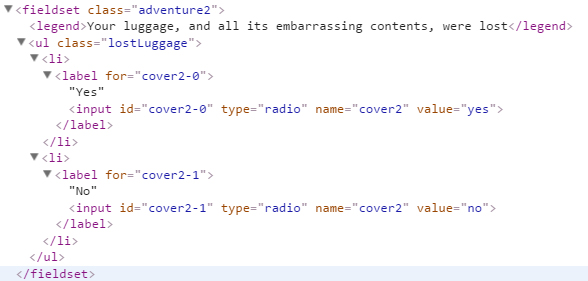 ▼<fieldset class="adventure2">
<legend>Your luggage, and all its embarrassing contents, were lost</legend>
▼<ul class="lostLuggage">
▼<li>
▼<label for="cover2-0">
"Yes"
<input id="cover2-0" type="radio" name="cover2" value="yes">
</label>
</li>
▼<li>
▼<label for="cover2-1">
"No"
<input id="cover2-1" type="radio" name="cover2" value="no">
</label>
</li>
</ul>
</fieldset>